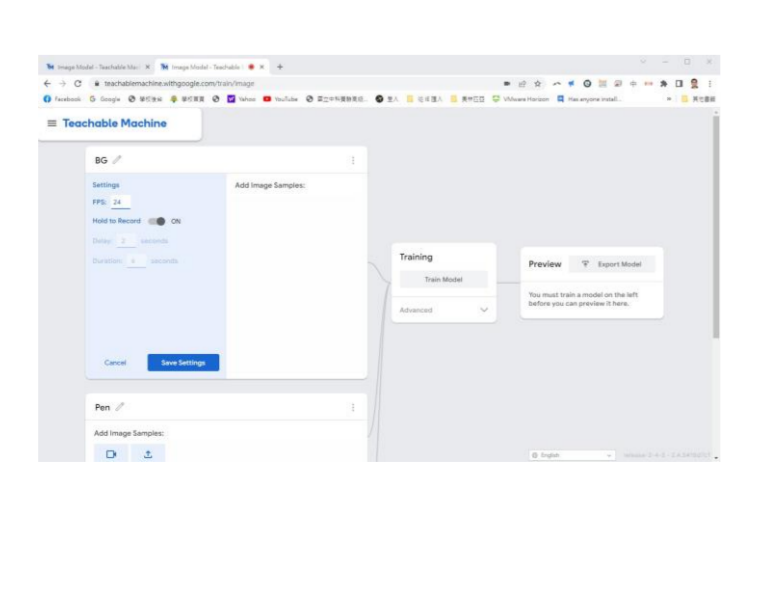 Image Model - Teachable Mac
Image Model - Teachable
teachablemachine.withgoogle.com/train/image
Facebook
Google
Yahoo
YouTube
VMware Horizon
Has anyone install...
Teachable Machine
BG
Settings
Add Image Samples:
FPS: 24
Hold to Record ON
Delay: 2 seconds
Duration: 6 seconds
Cancel
Save Settings
Training
Train Model
Advanced
Preview
Export Model
You must train a model on the left
before you can preview it here.
Pen
Add Image Samples:
English